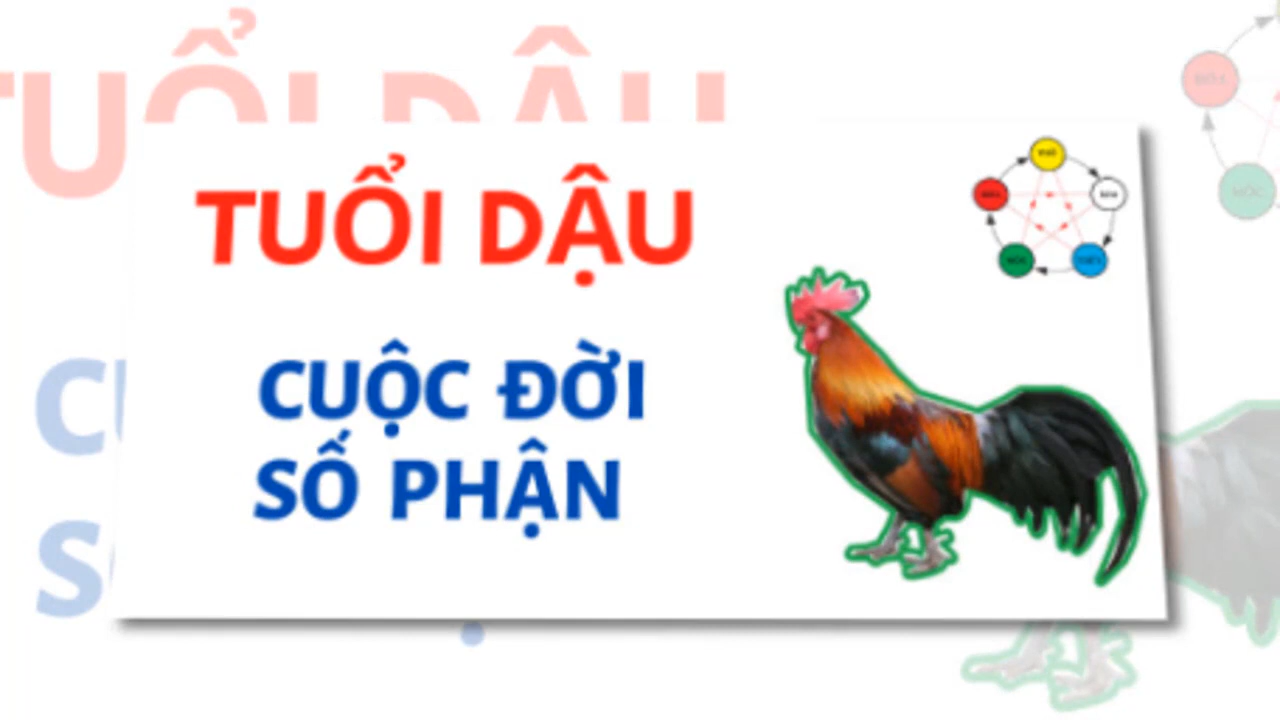 TUỔI DẬU
CUỘC ĐỜI
SỐ PHẬN